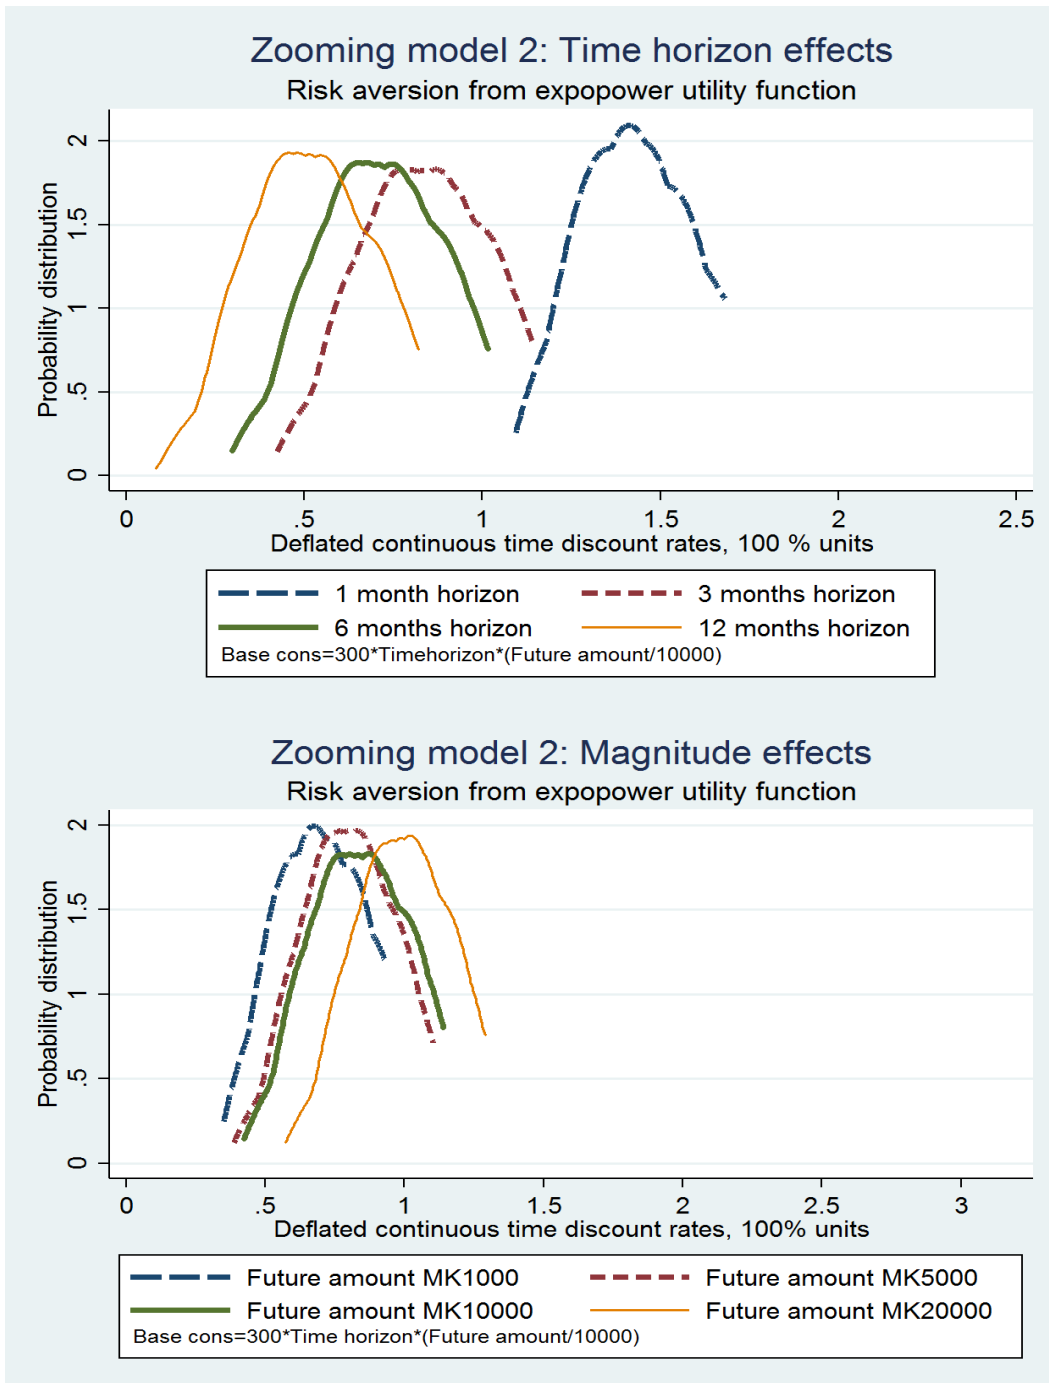 Zooming model 2: Time horizon effects
Risk aversion from expopower utility function
Probability distribution
2
1.5
1
.5
0
0 .5 1 1.5 2 2.5
Deflated continuous time discount rates, 100 % units
1 month horizon 3 months horizon
6 months horizon 12 months horizon
Base cons=300*Timehorizon*(Future amount/10000)
Zooming model 2: Magnitude effects
Risk aversion from expopower utility function
Probability distribution
2
1.5
1
.5
0
0 .5 1 1.5 2 2.5 3
Deflated continuous time discount rates, 100% units
Future amount MK1000 Future amount MK5000
Future amount MK10000 Future amount MK20000
Base cons=300*Time horizon*(Future amount/10000)